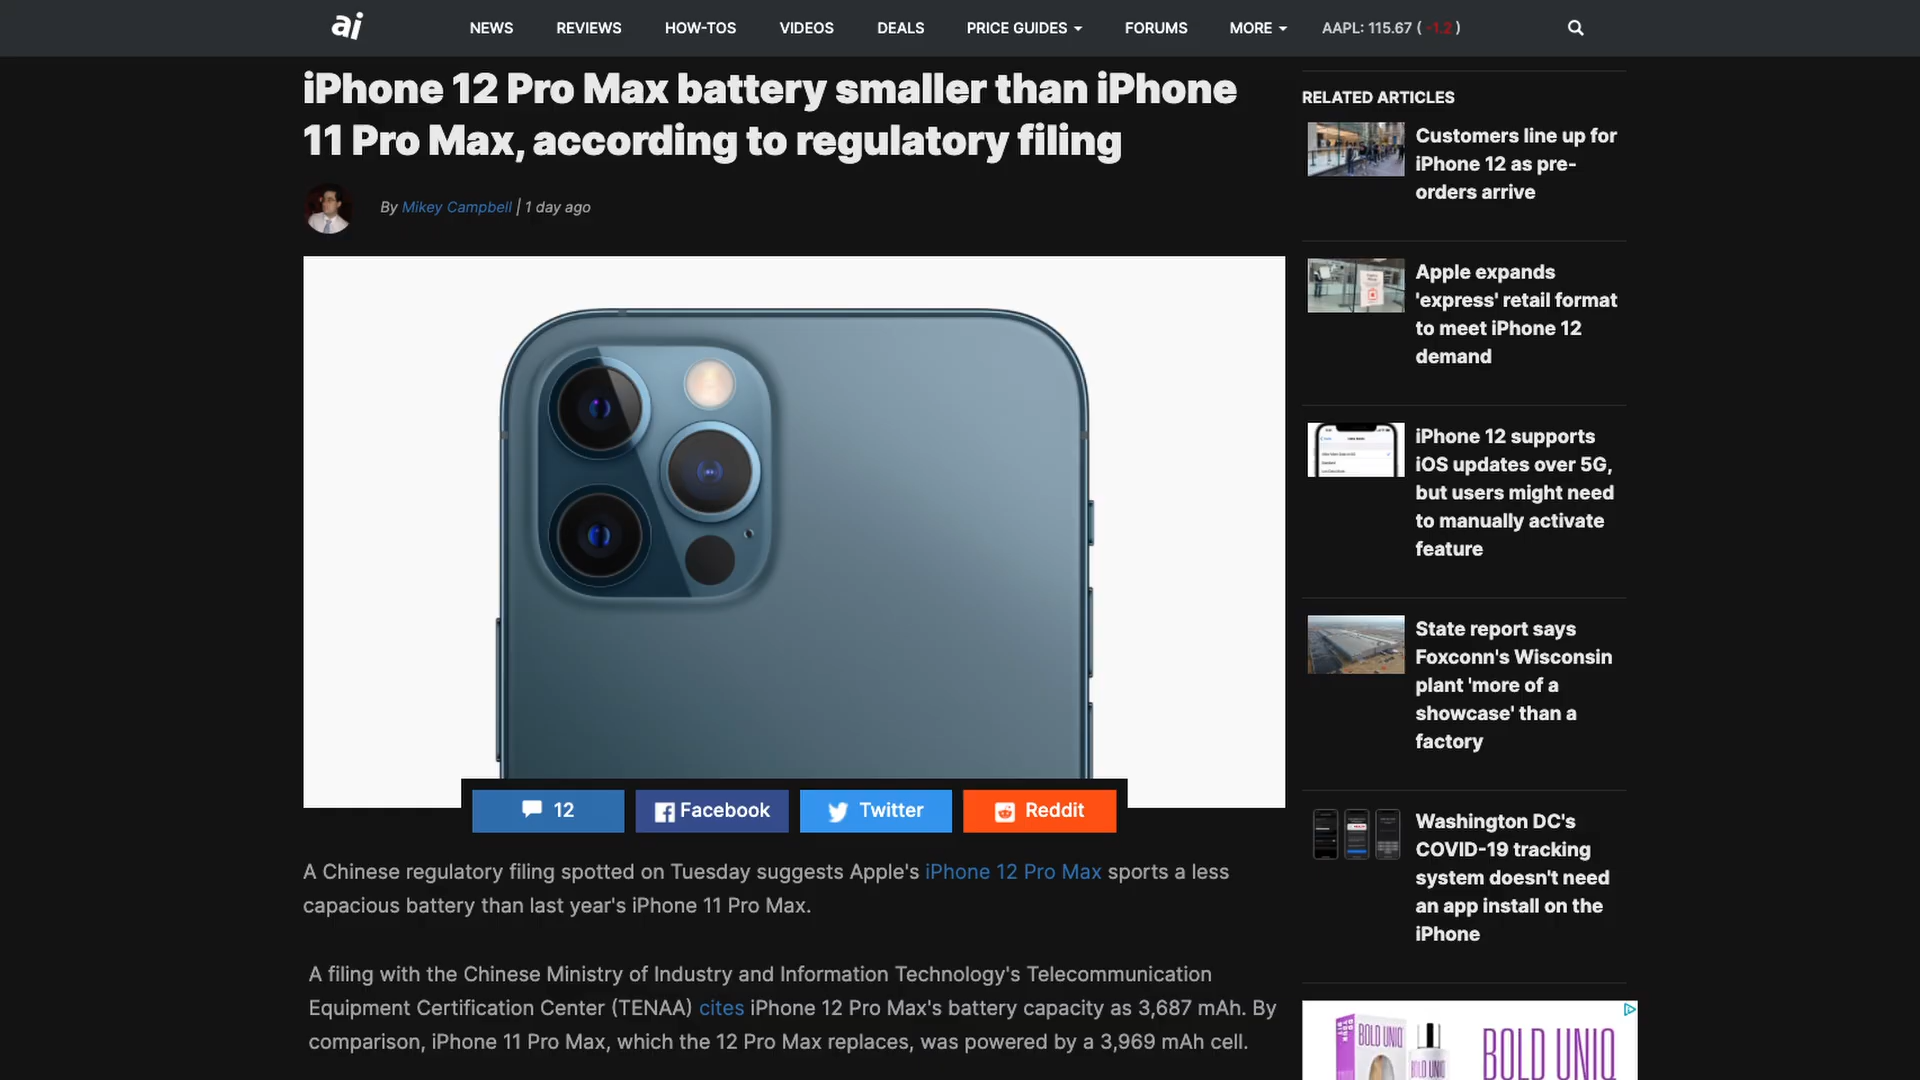 ai
NEWS
REVIEWS
HOW-TOS
VIDEOS
DEALS
PRICE GUIDES
FORUMS
MORE
AAPL: 115.67 ( -1.2 )
iPhone 12 Pro Max battery smaller than iPhone
11 Pro Max, according to regulatory filing
By Mikey Campbell | 1 day ago
12
Facebook
Twitter
Reddit
A Chinese regulatory filing spotted on Tuesday suggests Apple's iPhone 12 Pro Max sports a less
capacious battery than last year's iPhone 11 Pro Max.
A filing with the Chinese Ministry of Industry and Information Technology's Telecommunication
Equipment Certification Center (TENAA) cites iPhone 12 Pro Max's battery capacity as 3,687 mAh. By
comparison, iPhone 11 Pro Max, which the 12 Pro Max replaces, was powered by a 3,969 mAh cell.
RELATED ARTICLES
Customers line up for
iPhone 12 as pre-
orders arrive
Apple expands
'express' retail format
to meet iPhone 12
demand
iPhone 12 supports
iOS updates over 5G,
but users might need
to manually activate
feature
State report says
Foxconn's Wisconsin
plant 'more of a
showcase' than a
factory
Washington DC's
COVID-19 tracking
system doesn't need
an app install on the
iPhone
BOLD UNIQ
BOLD UNIQ